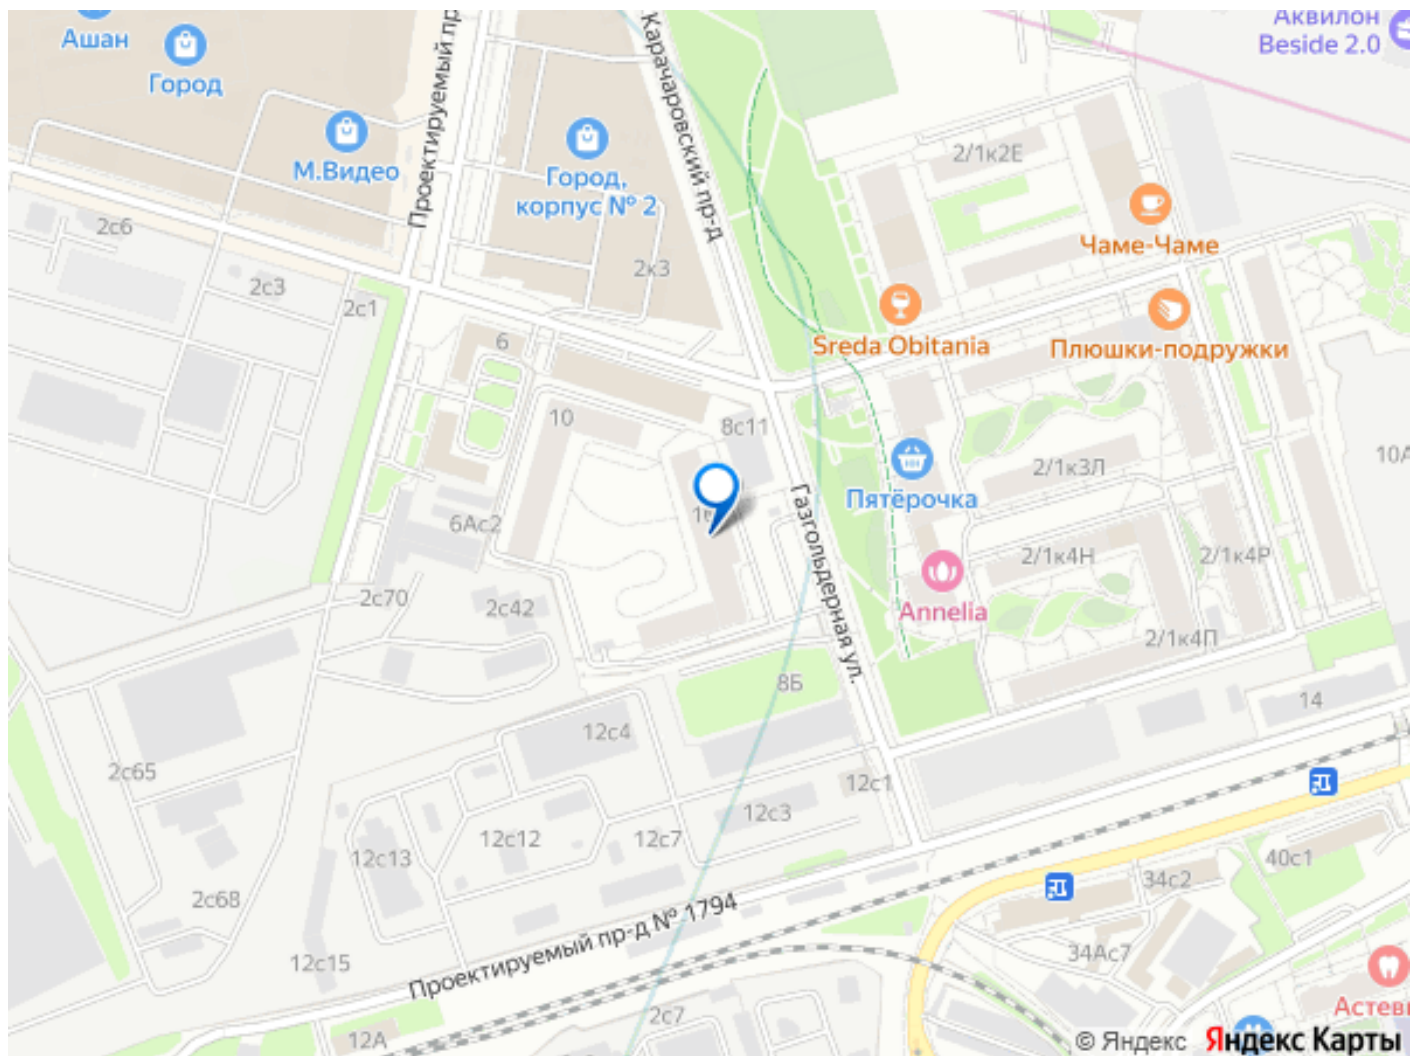 Ашан
Город
М.Видео
Город,
корпус № 2
Проектируемый пр
Карачаровский пр-д
Аквилон
Beside 2.0
2/1к2Е
Чаме-Чаме
Sreda Obitania
Плюшки-подружки
2с6
2с3
2с1
2к3
6
10
8с11
2/1к3Л
10А
Пятёрочка
Газгольдерная ул.
6Ас2
2/1к4Н
2/1к4Р
Annelia
2с70
2с42
2/1к4П
8Б
14
12с4
2с65
12с1
12с3
12с12
12с7
12с13
40с1
34с2
2с68
Проектируемый пр-д № 1794
34Ас7
12с15
Астев
2с7
12А
© Яндекс Яндекс Карты